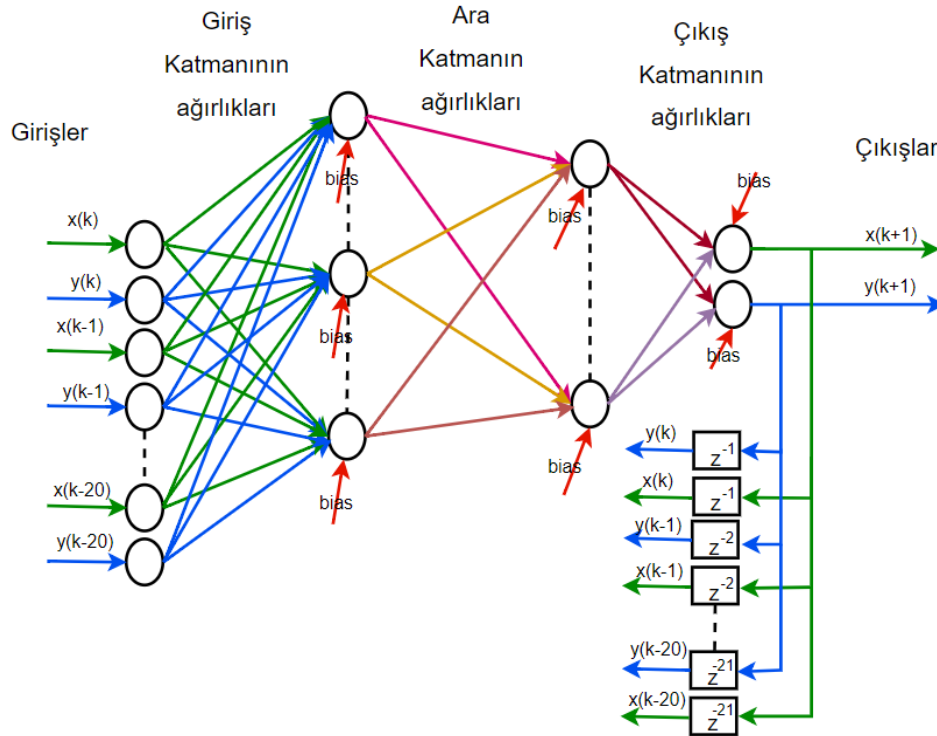 Giriş
Katmanının
ağırlıkları
Ara
Katmanın
ağırlıkları
Çıkış
Katmanının
ağırlıkları
Girişler
Çıkışlar
bias
bias
bias
x(k)
x(k+1)
y(k)
y(k+1)
x(k-1)
bias
bias
y(k-1)
y(k)
z-1
bias
x(k-20)
x(k)
z-1
bias
y(k-20)
y(k-1)
z-2
x(k-1)
z-2
y(k-20)
z-21
x(k-20)
z-21